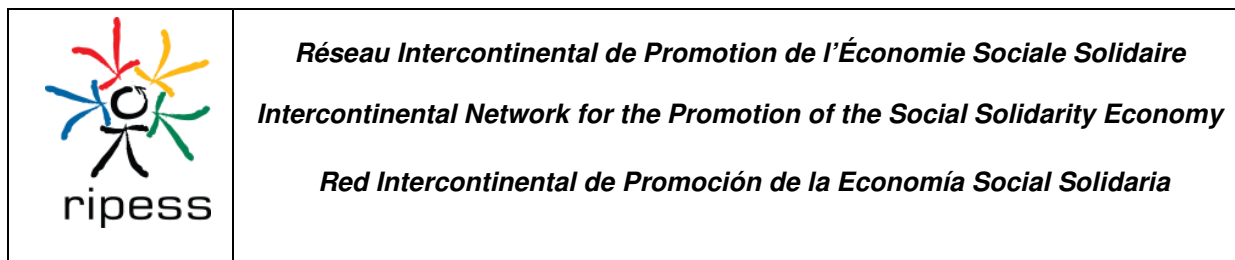 Réseau Intercontinental de Promotion de l'Économie Sociale Solidaire
Intercontinental Network for the Promotion of the Social Solidarity Economy
Red Intercontinental de Promoción de la Economía Social Solidaria
ripess